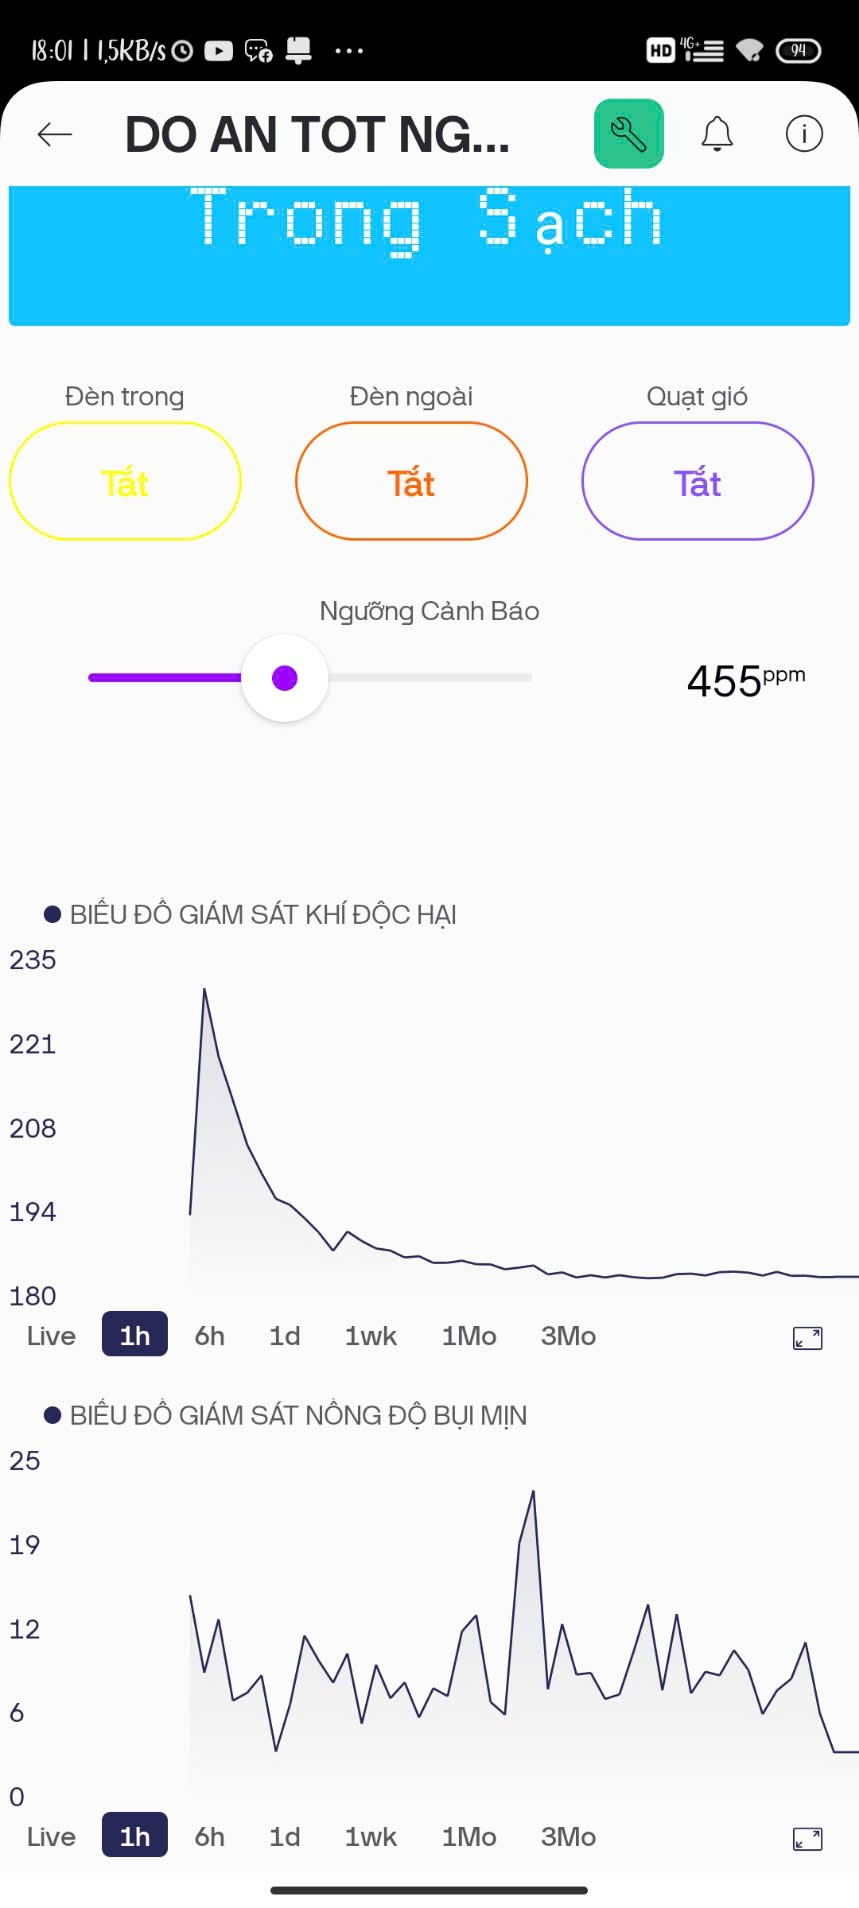 18:01 | 1,5KB/s ... HD 4G+ 94
DO AN TOT NG...
Trong Sạch
Đèn trong Đèn ngoài Quạt gió
Tắt Tắt Tắt
Ngưỡng Cảnh Báo
455ppm
BIỂU ĐỒ GIÁM SÁT KHÍ ĐỘC HẠI
235
221
208
194
180
Live 1h 6h 1d 1wk 1Mo 3Mo
BIỂU ĐỒ GIÁM SÁT NỒNG ĐỘ BỤI MỊN
25
19
12
6
0
Live 1h 6h 1d 1wk 1Mo 3Mo